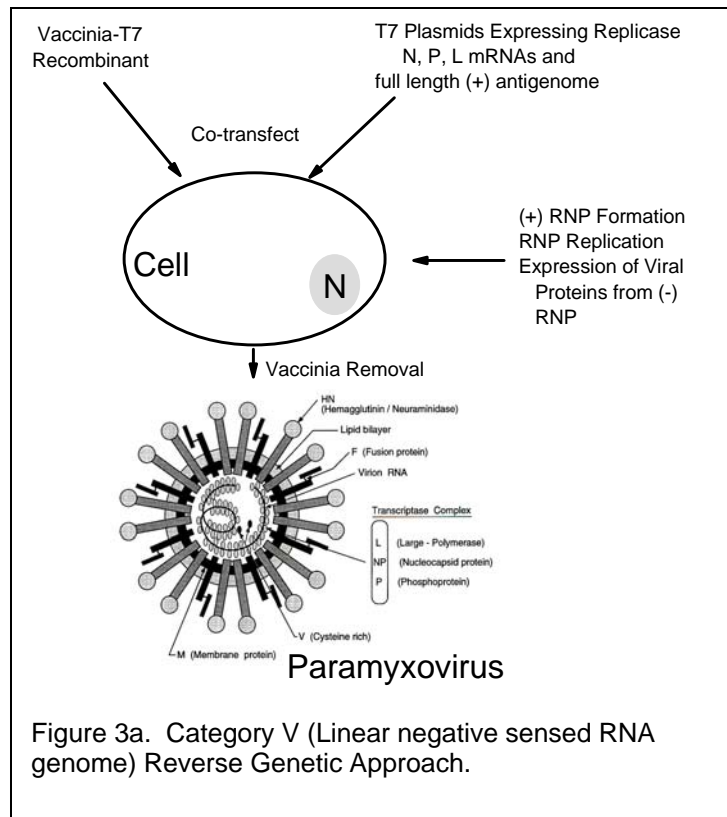 Vaccinia-T7
Recombinant
T7 Plasmids Expressing Replicase
N, P, L mRNAs and
full length (+) antigenome
Co-transfect
(+) RNP Formation
RNP Replication
Expression of Viral
Proteins from (-)
RNP
Cell
N
Vaccinia Removal
HN
(Hemagglutinin / Neuraminidase)
Lipid bilayer
F (Fusion protein)
Virion RNA
Transcriptase Complex
L (Large - Polymerase)
NP (Nucleocapsid protein)
P (Phosphoprotein)
V (Cysteine rich)
M (Membrane protein)
Paramyxovirus
Figure 3a. Category V (Linear negative sensed RNA
genome) Reverse Genetic Approach.